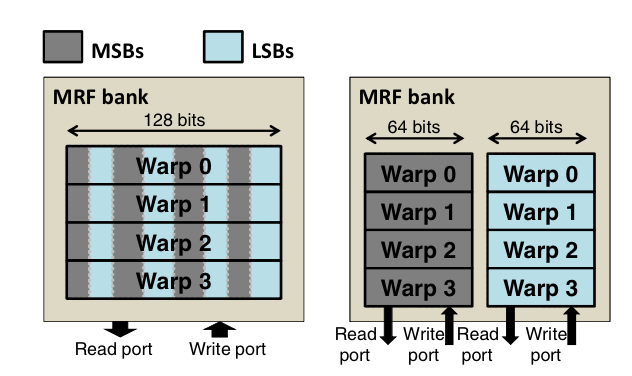 MSBs
LSBs
MRF bank
128 bits
Warp 0
Warp 1
Warp 2
Warp 3
Read port
Write port
MRF bank
64 bits
64 bits
Warp 0
Warp 0
Warp 1
Warp 1
Warp 2
Warp 2
Warp 3
Warp 3
Read port
Write port
Read port
Write port